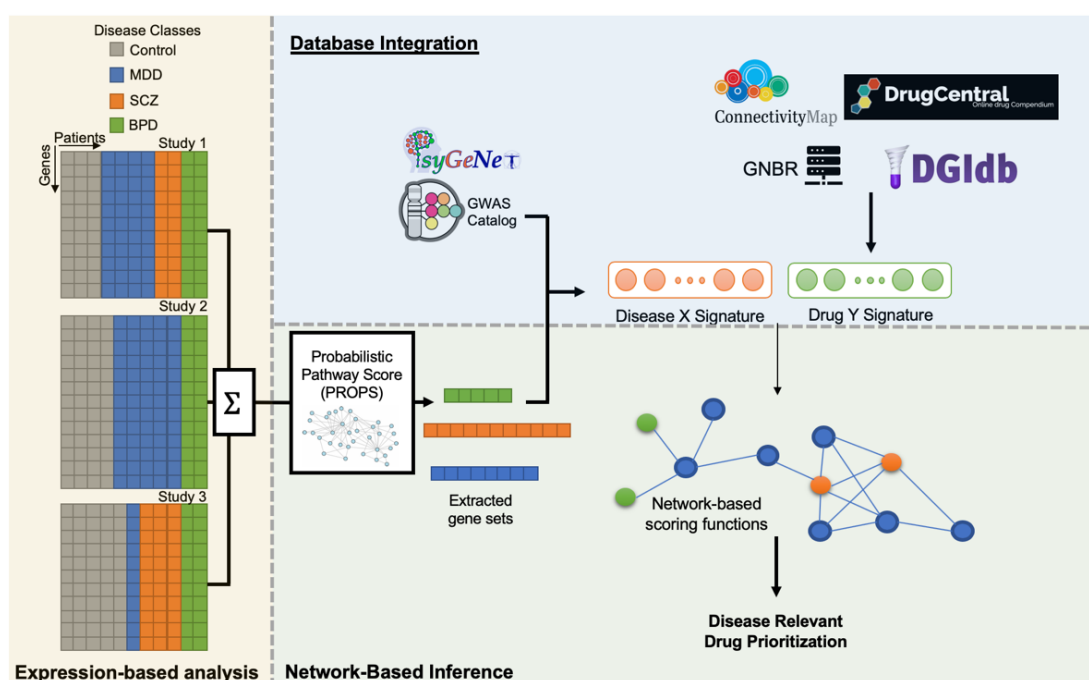 Disease Classes
Control
MDD
SCZ
BPD
Patients
Genes
Study 1
Study 2
Study 3
Σ
Expression-based analysis
Database Integration
PsyGeNeT
GWAS
Catalog
ConnectivityMap
DrugCentral
Online drug Compendium
GNBR
DGIdb
Disease X Signature
Drug Y Signature
Probabilistic
Pathway Score
(PROPS)
Extracted
gene sets
Network-based
scoring functions
Disease Relevant
Drug Prioritization
Network-Based Inference